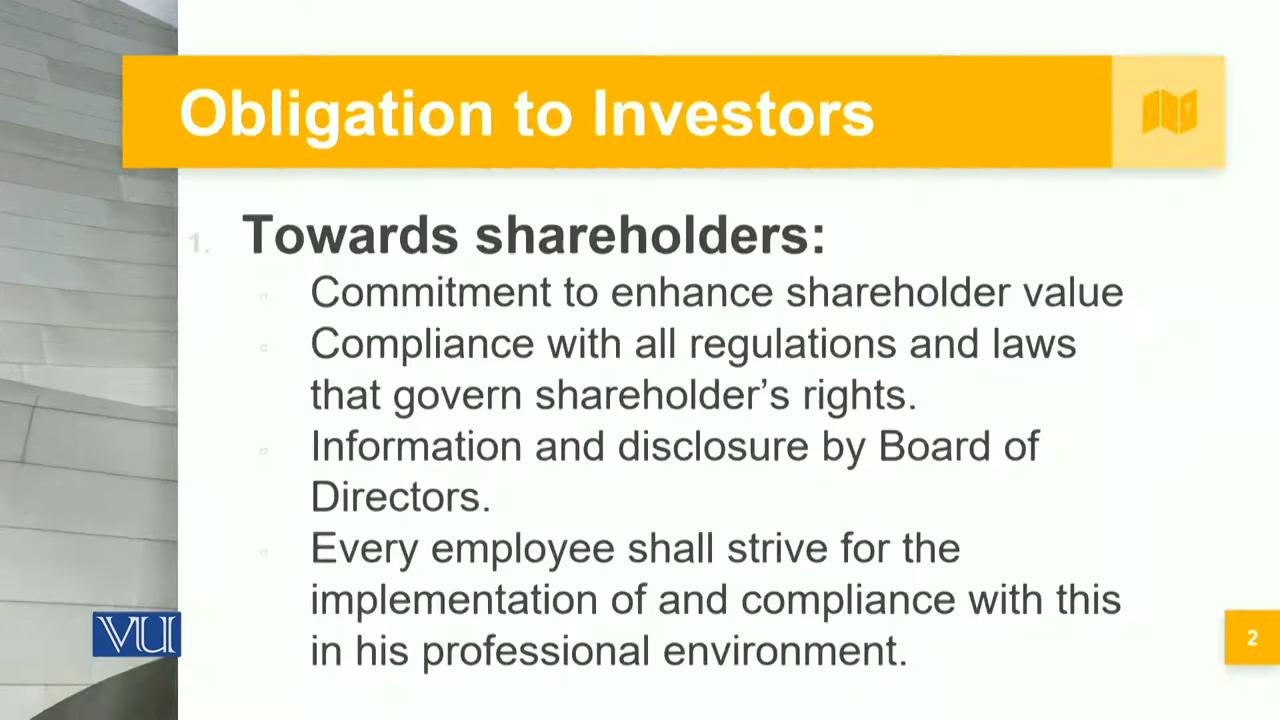 Obligation to Investors
1. Towards shareholders:
Commitment to enhance shareholder value
Compliance with all regulations and laws
that govern shareholder’s rights.
Information and disclosure by Board of
Directors.
Every employee shall strive for the
implementation of and compliance with this
in his professional environment.
VU
2